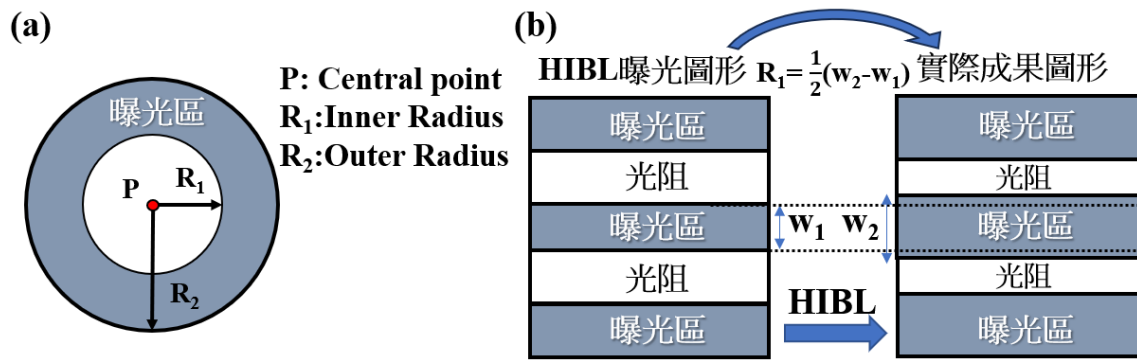 (a)
曝光區
P
R₁
R₂
P: Central point
R₁:Inner Radius
R₂:Outer Radius
(b)
HIBL曝光圖形 R₁= ½(w₂-w₁) 實際成果圖形
曝光區
光阻
曝光區
光阻
曝光區
w₁ w₂
HIBL
曝光區
光阻
曝光區
光阻
曝光區